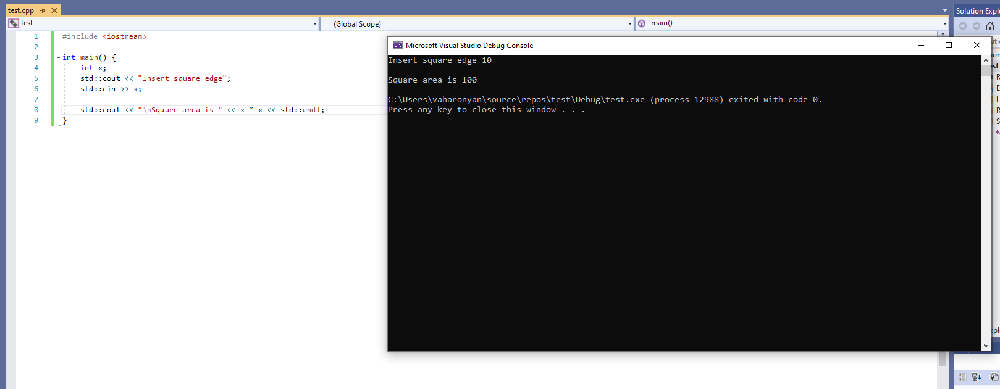 test.cpp
Solution Expl
test
(Global Scope)
main()
1 #include <iostream>
2
3 int main() {
4 int x;
5 std::cout << "Insert square edge";
6 std::cin >> x;
7
8 std::cout << "\nSquare area is " << x * x << std::endl;
9 }
Microsoft Visual Studio Debug Console
Insert square edge 10
Square area is 100
C:\Users\vaharonyan\source\repos\test\Debug\test.exe (process 12988) exited with code 0.
Press any key to close this window . . .